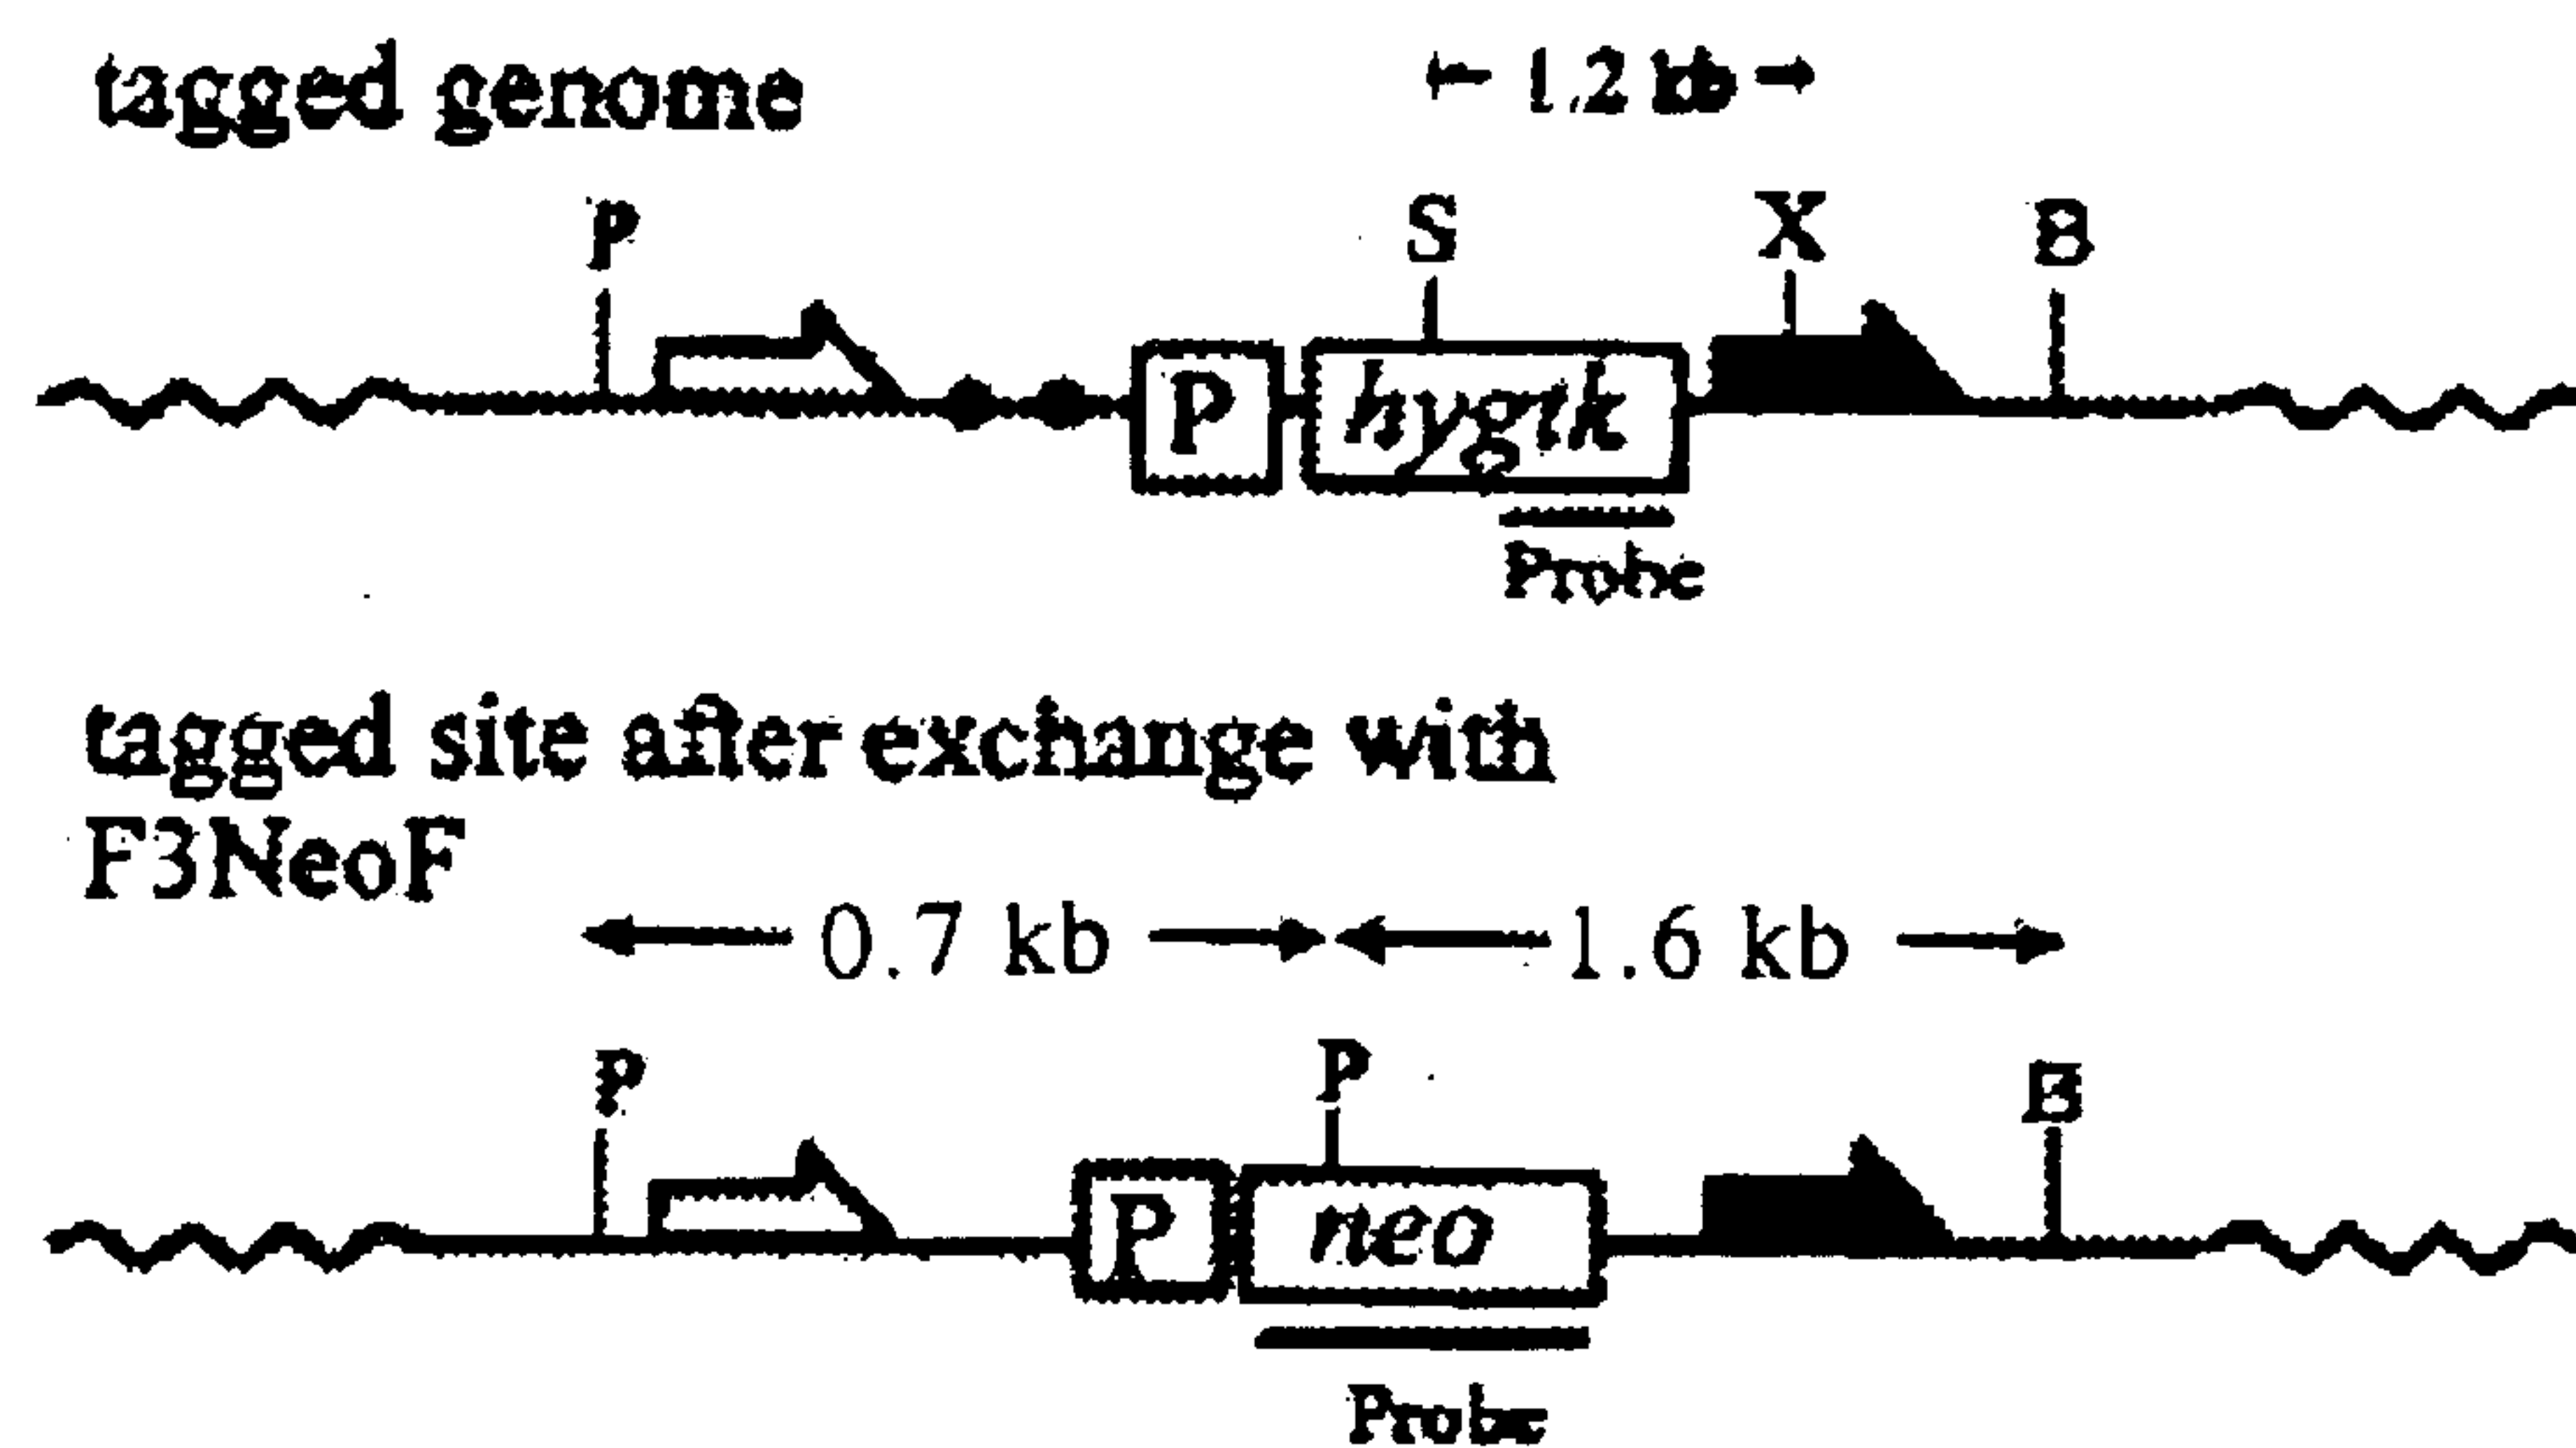 tagged genome
1.2 kb
P S X B
P hygtk
Probe
tagged site after exchange with
F3NeoF
0.7 kb 1.6 kb
P P B
P neo
Probe